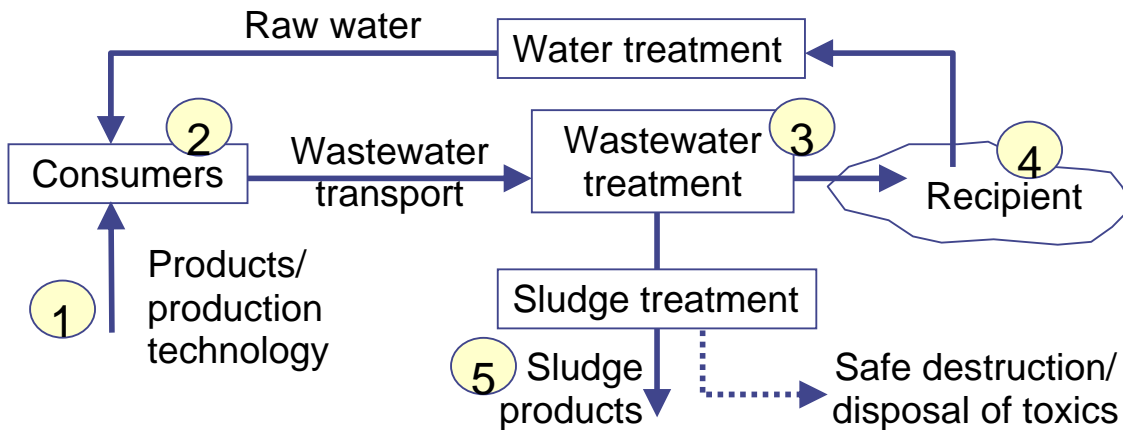 Raw water
Water treatment
2
Consumers
Wastewater
transport
Wastewater
treatment
3
4
Recipient
1
Products/
production
technology
Sludge treatment
5
Sludge
products
Safe destruction/
disposal of toxics